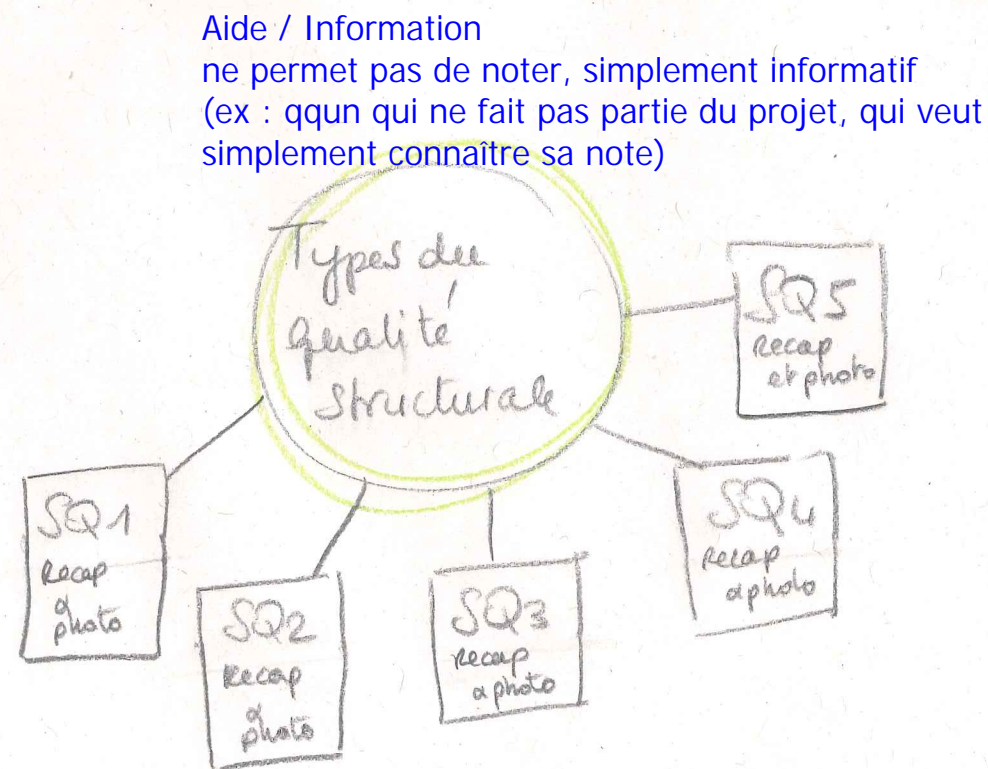 Aide / Information
ne permet pas de noter, simplement informatif
(ex : qqun qui ne fait pas partie du projet, qui veut
simplement connaître sa note)
Types de
qualité
structurale
SQ1
Recap
&
photo
SQ2
Recap
&
photo
SQ3
recap
& photo
SQ4
recap
& photo
SQ5
recap
et photo